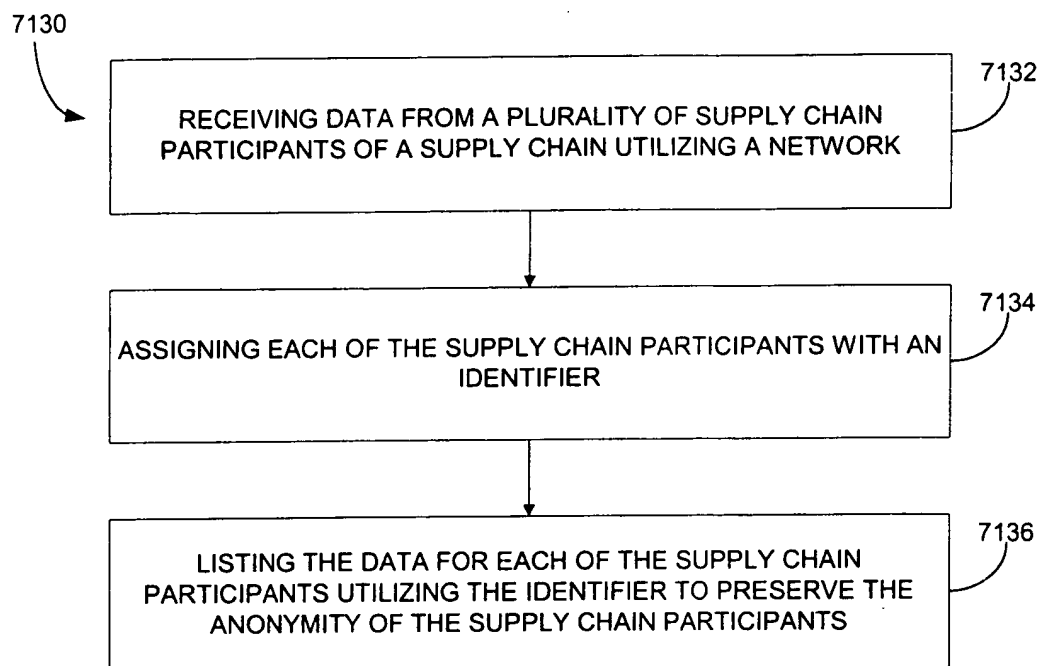 7130
7132
RECEIVING DATA FROM A PLURALITY OF SUPPLY CHAIN
PARTICIPANTS OF A SUPPLY CHAIN UTILIZING A NETWORK
7134
ASSIGNING EACH OF THE SUPPLY CHAIN PARTICIPANTS WITH AN
IDENTIFIER
7136
LISTING THE DATA FOR EACH OF THE SUPPLY CHAIN
PARTICIPANTS UTILIZING THE IDENTIFIER TO PRESERVE THE
ANONYMITY OF THE SUPPLY CHAIN PARTICIPANTS